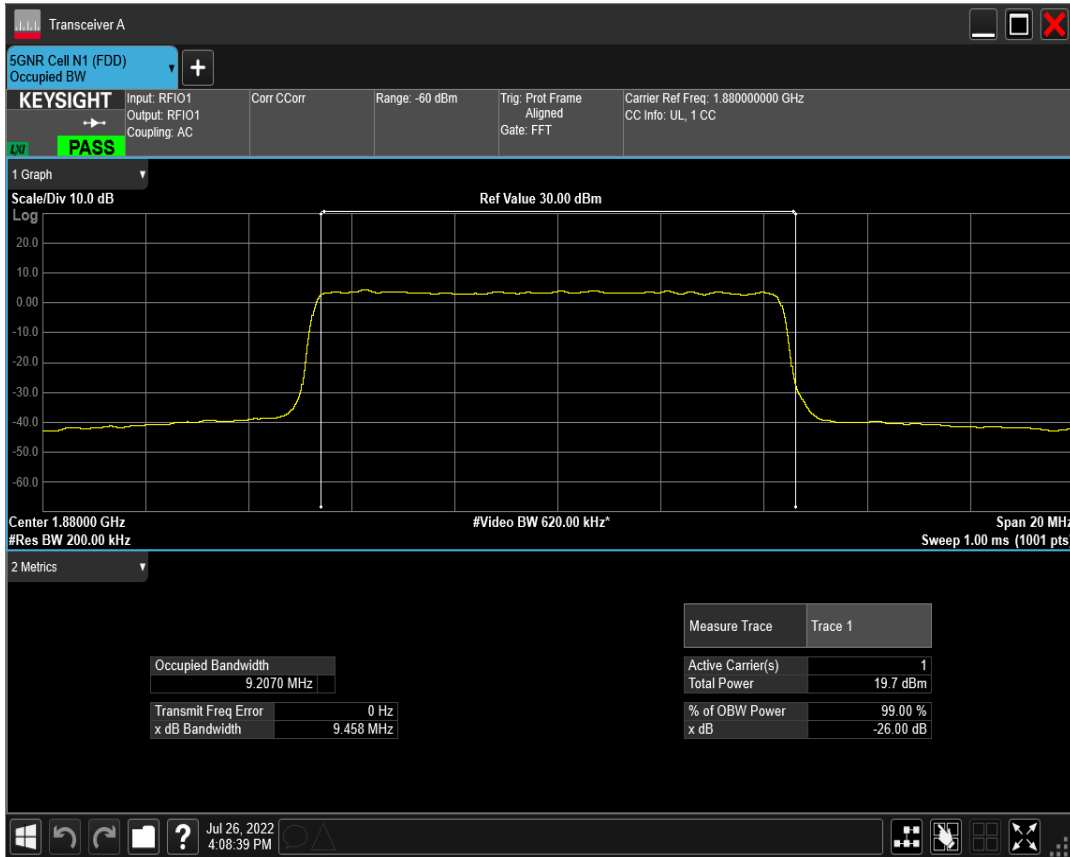 Transceiver A
5GNR Cell N1 (FDD)
Occupied BW
+
KEYSIGHT
LXI
PASS
Input: RFIO1
Output: RFIO1
Coupling: AC
Corr CCorr
Range: -60 dBm
Trig: Prot Frame
Aligned
Gate: FFT
Carrier Ref Freq: 1.880000000 GHz
CC Info: UL, 1 CC
1 Graph
Scale/Div 10.0 dB
Ref Value 30.00 dBm
Log
20.0
10.0
0.00
-10.0
-20.0
-30.0
-40.0
-50.0
-60.0
Center 1.88000 GHz
#Video BW 620.00 kHz*
Span 20 MHz
#Res BW 200.00 kHz
Sweep 1.00 ms (1001 pts)
2 Metrics
Measure Trace Trace 1
Occupied Bandwidth
9.2070 MHz
Active Carrier(s) 1
Total Power 19.7 dBm
Transmit Freq Error 0 Hz
x dB Bandwidth 9.458 MHz
% of OBW Power 99.00 %
x dB -26.00 dB
?
Jul 26, 2022
4:08:39 PM